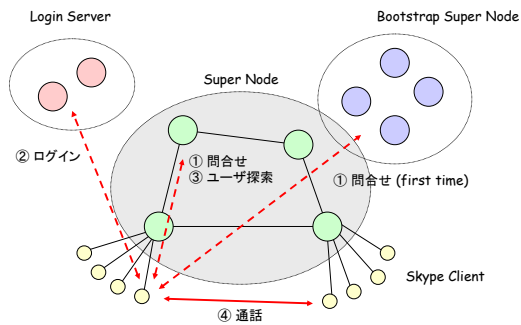 Login Server
Bootstrap Super Node
Super Node
② ログイン
① 問合せ
③ ユーザ探索
① 問合せ (first time)
Skype Client
④ 通話